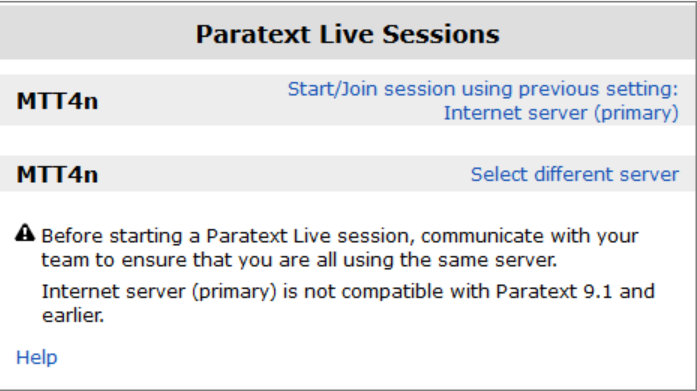 Paratext Live Sessions
MTT4n
Start/Join session using previous setting:
Internet server (primary)
MTT4n
Select different server
Before starting a Paratext Live session, communicate with your
team to ensure that you are all using the same server.
Internet server (primary) is not compatible with Paratext 9.1 and
earlier.
Help